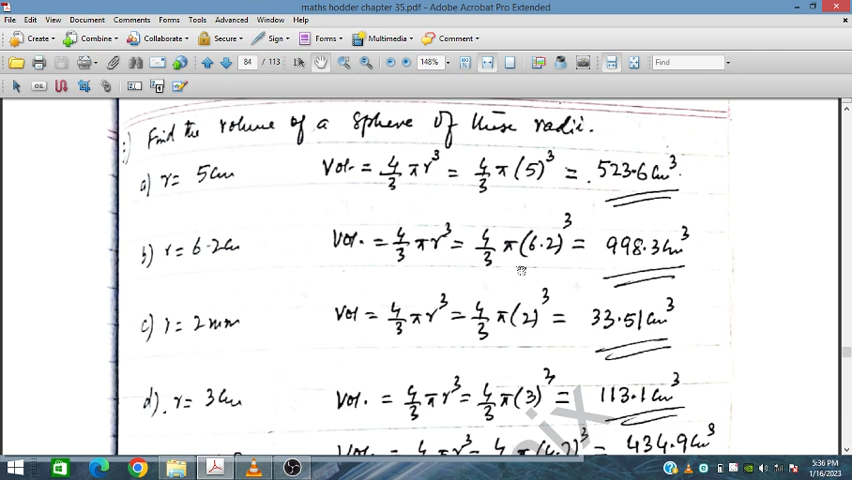 maths hodder chapter 35.pdf - Adobe Acrobat Pro Extended
File Edit View Document Comments Forms Tools Advanced Window Help
Create Combine Collaborate Secure Sign Forms Multimedia Comment
84 / 113 148% Find
Find the volume of a sphere of these radii.
a) r = 5cm Vol. = 4/3 πr³ = 4/3 π(5)³ = 523.6cm³.
b) r = 6.2cm Vol. = 4/3 πr³ = 4/3 π(6.2)³ = 998.3cm³
c) r = 2mm Vol = 4/3 πr³ = 4/3 π(2)³ = 33.51cm³
d). r = 3cm Vol. = 4/3 πr³ = 4/3 π(3)³ = 113.1cm³
434.9cm³
5:36 PM
1/16/2023